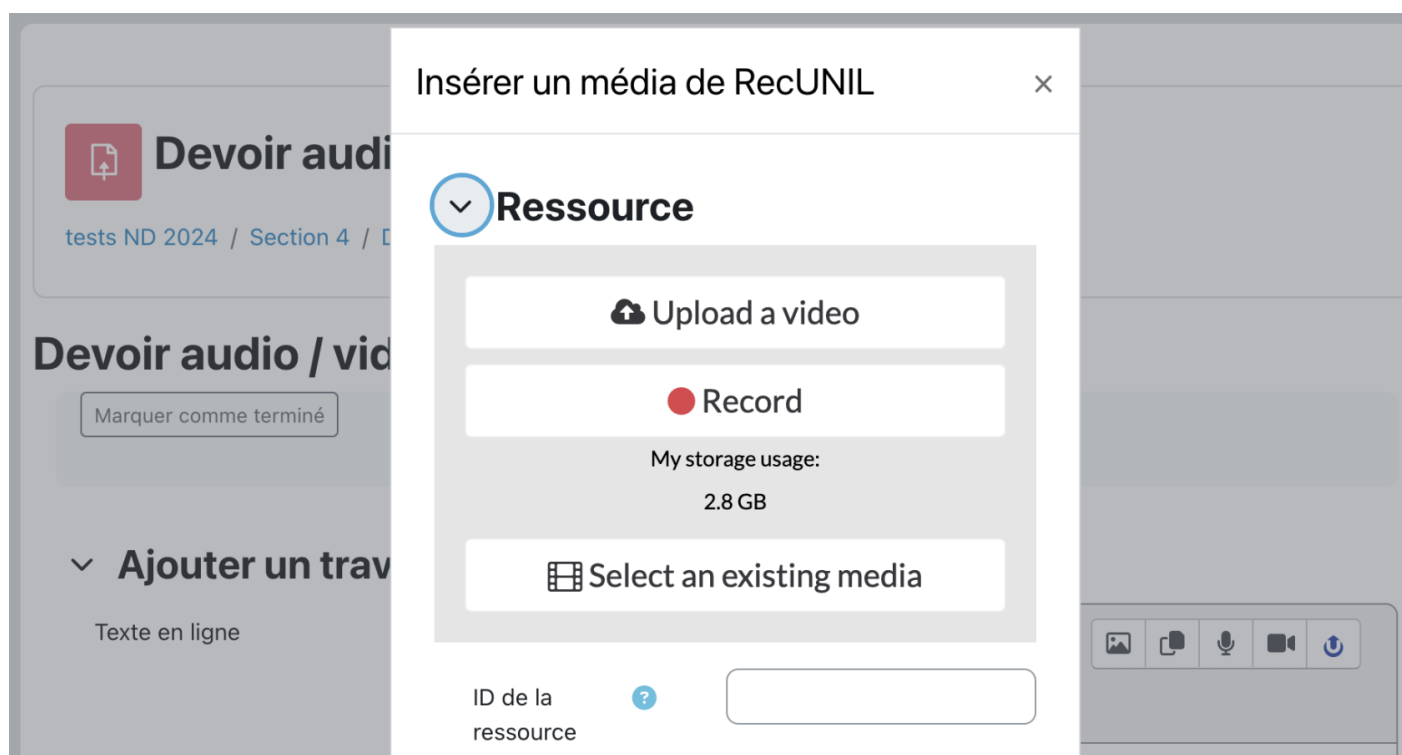 Insérer un média de RecUNIL
Devoir audi
tests ND 2024 / Section 4 /
Ressource
Upload a video
Devoir audio / vid
Record
Marquer comme terminé
My storage usage:
2.8 GB
Ajouter un trav
Select an existing media
Texte en ligne
ID de la
ressource